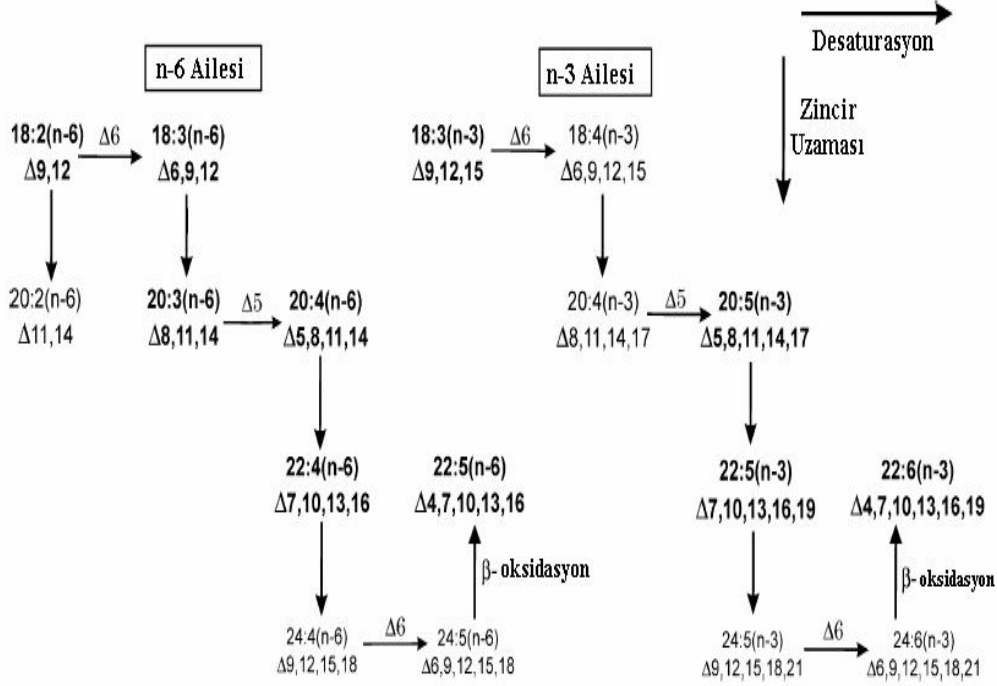 Desaturasyon
n-6 Ailesi
n-3 Ailesi
Zincir
Uzaması
18:2(n-6) Δ6 18:3(n-6)
Δ9,12 Δ6,9,12
18:3(n-3) Δ6 18:4(n-3)
Δ9,12,15 Δ6,9,12,15
20:2(n-6) 20:3(n-6) Δ5 20:4(n-6)
Δ11,14 Δ8,11,14 Δ5,8,11,14
20:4(n-3) Δ5 20:5(n-3)
Δ8,11,14,17 Δ5,8,11,14,17
22:4(n-6) 22:5(n-6)
Δ7,10,13,16 Δ4,7,10,13,16
22:5(n-3) 22:6(n-3)
Δ7,10,13,16,19 Δ4,7,10,13,16,19
β- oksidasyon
β- oksidasyon
24:4(n-6) Δ6 24:5(n-6)
Δ9,12,15,18 Δ6,9,12,15,18
24:5(n-3) Δ6 24:6(n-3)
Δ9,12,15,18,21 Δ6,9,12,15,18,21